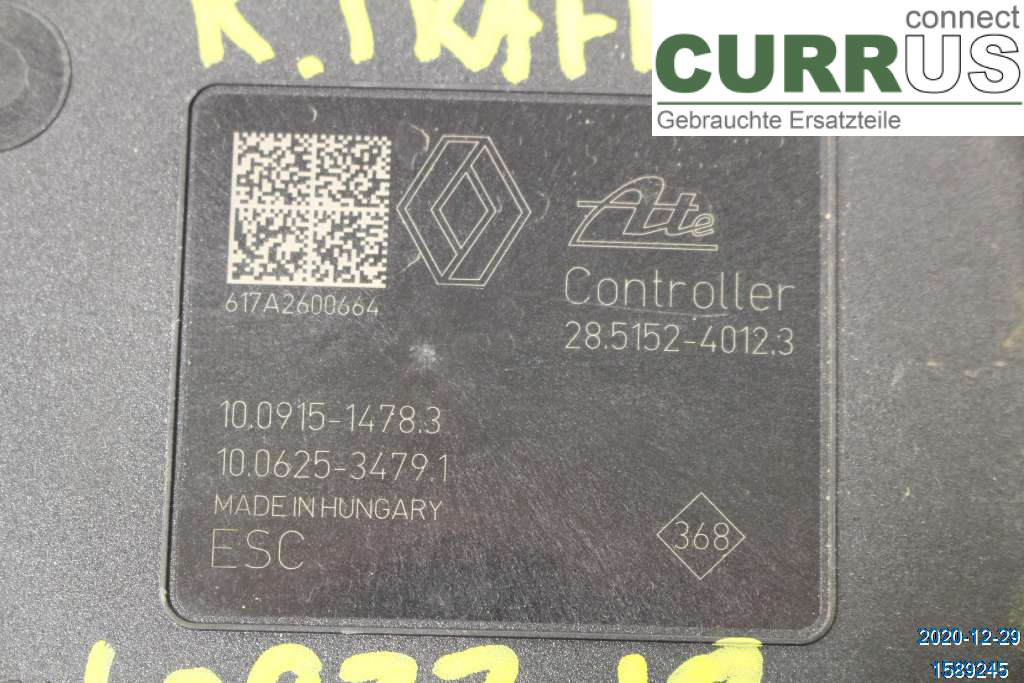 R.TRAFI
connect
CURRUS
Gebrauchte Ersatzteile
Ate
Controller
617A2600664
28.5152-4012.3
10.0915-1478.3
10.0625-3479.1
MADE IN HUNGARY
ESC
368
2020-12-29
1589245